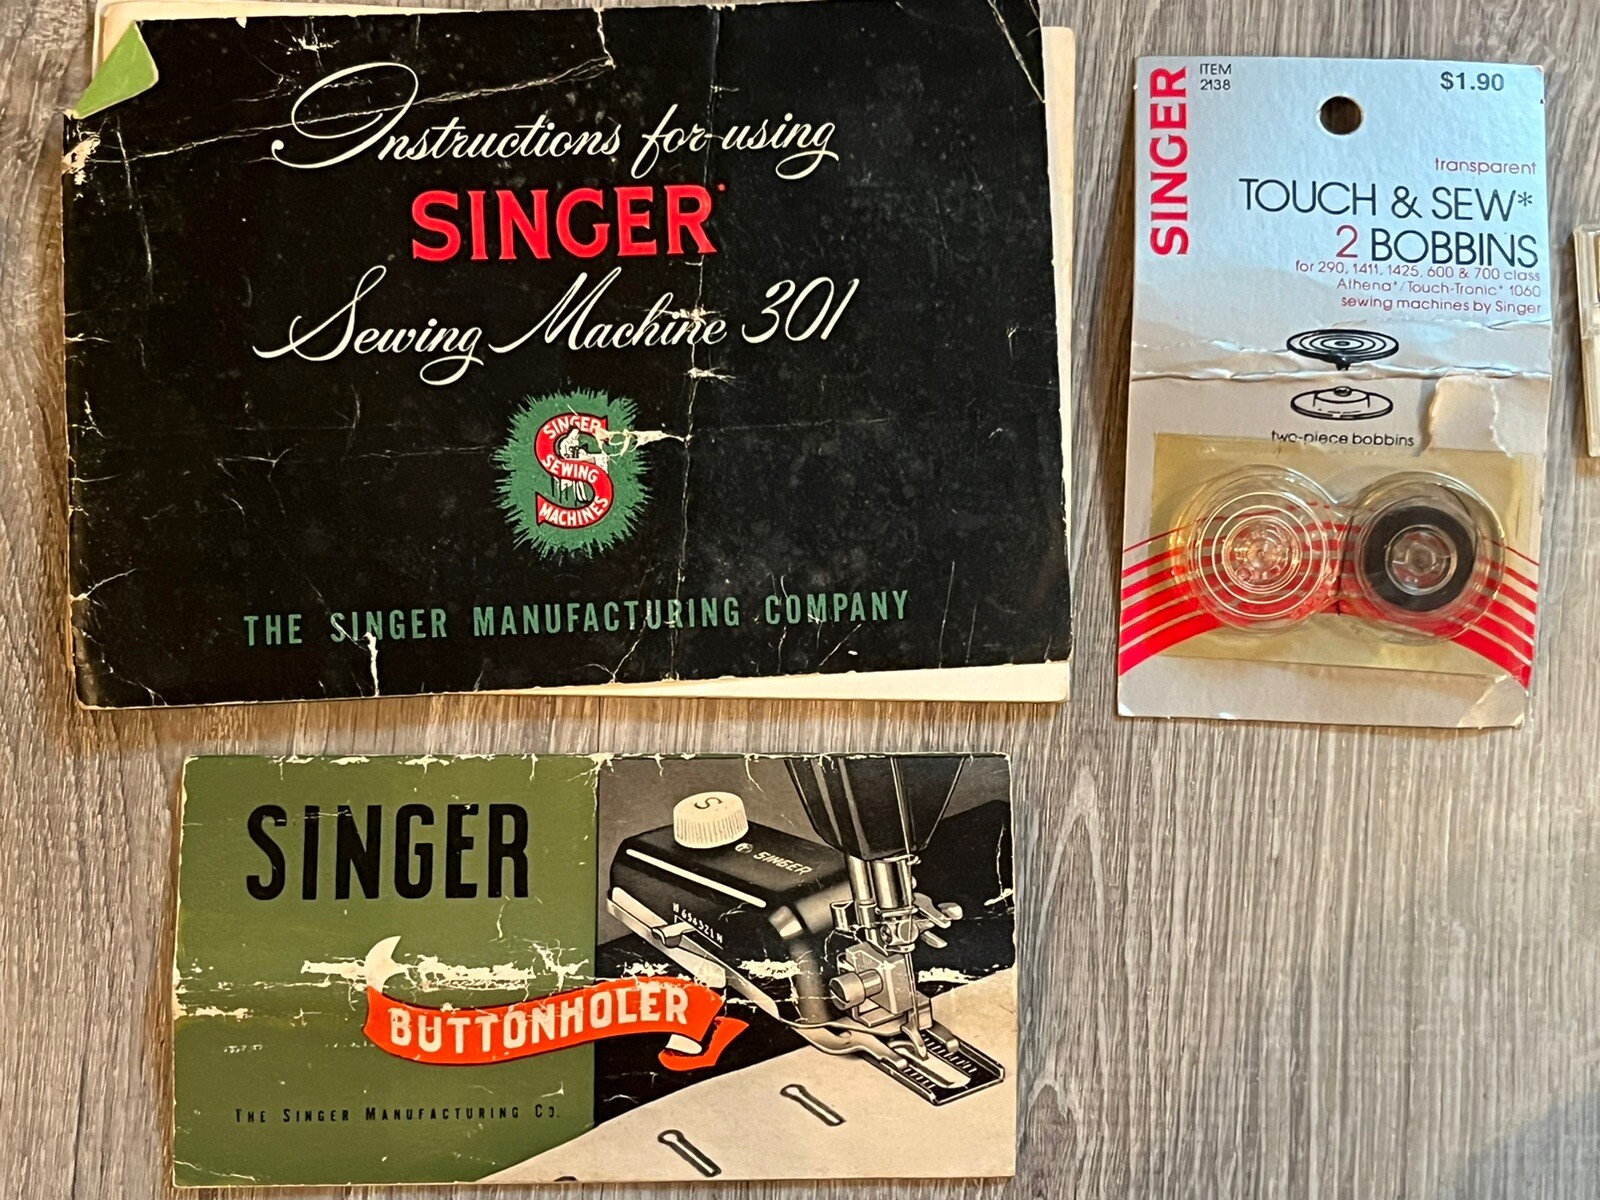 Instructions for using
SINGER*
Sewing Machine 301
SINGER
SEWING
MACHINES
THE SINGER MANUFACTURING COMPANY
SINGER
ITEM
2138
$1.90
transparent
TOUCH & SEW*
2 BOBBINS
for 290, 1411, 1425, 600 & 700 class
Athena*/Touch-Tronic* 1060
sewing machines by Singer
two-piece bobbins
SINGER
BUTTONHOLER
THE SINGER MANUFACTURING CO.
S
SINGER
N 654321 N